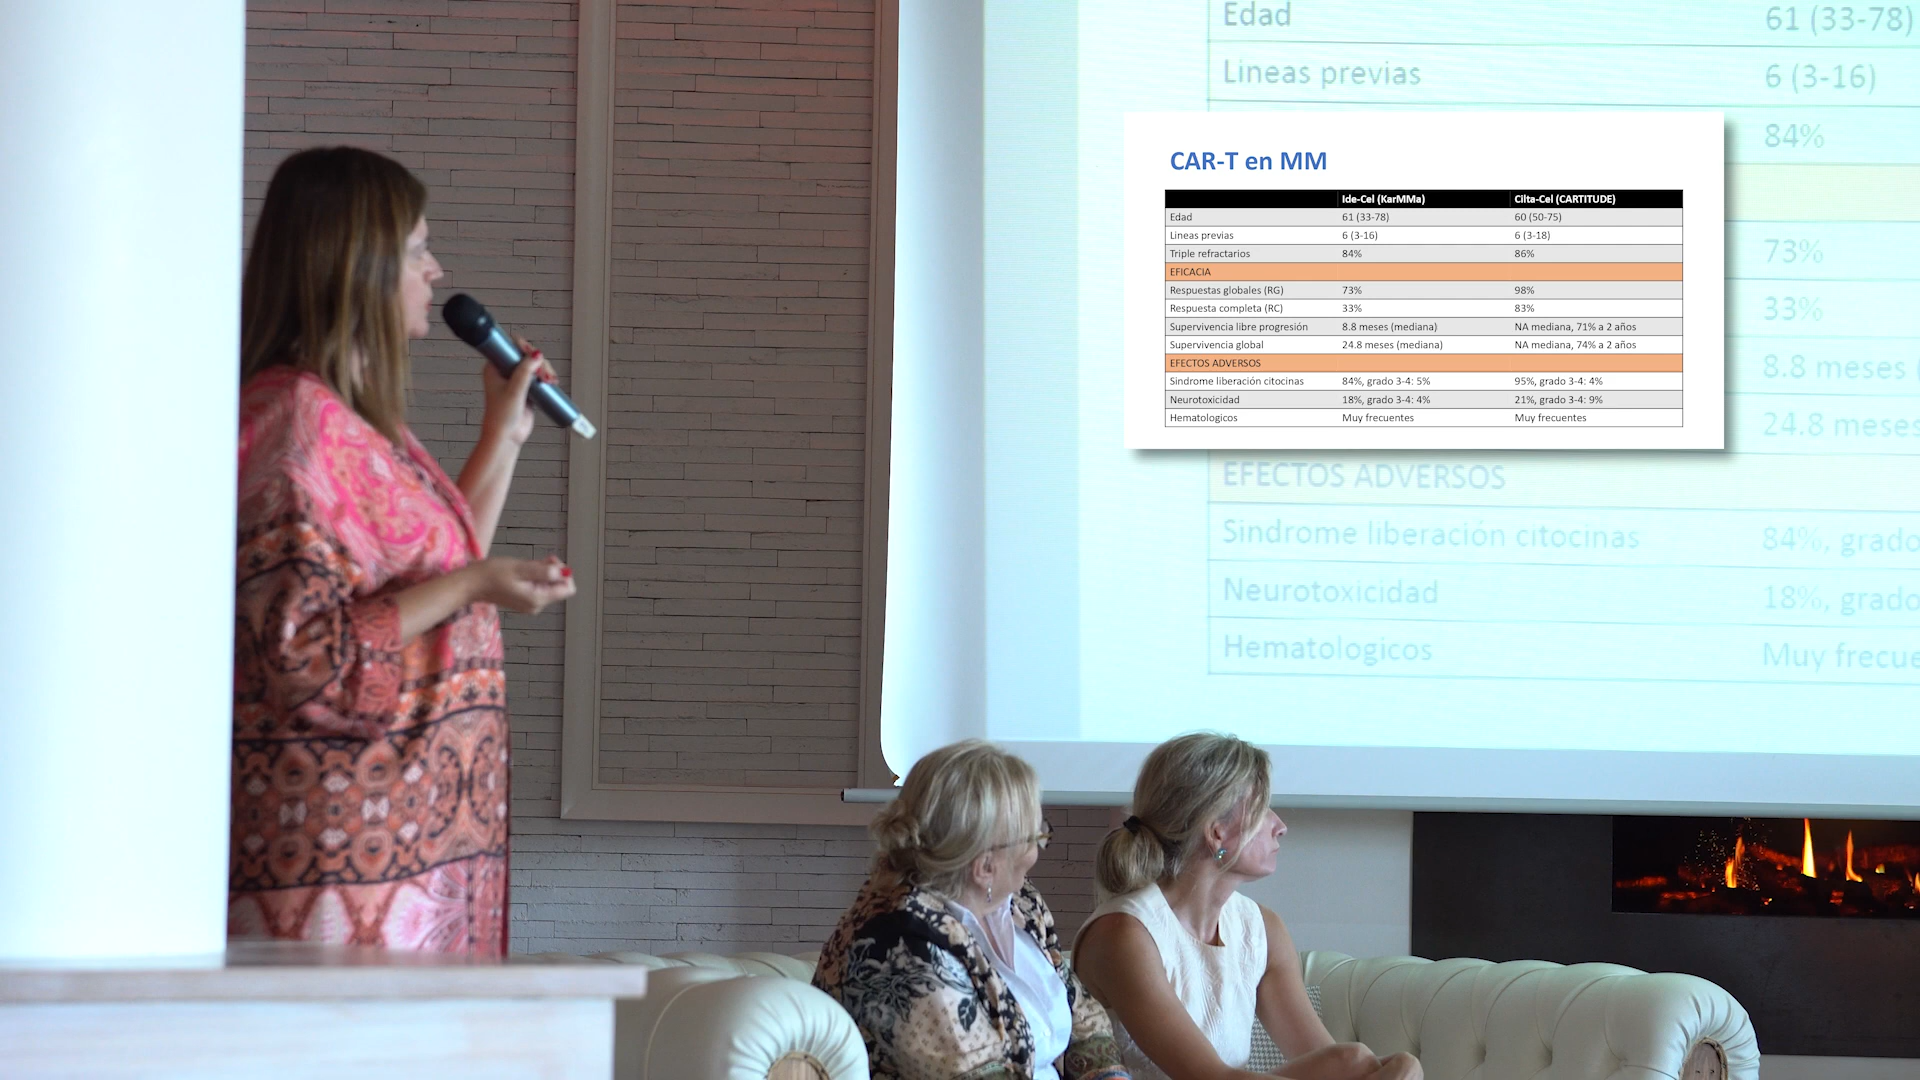 Edad 61 (33-78)
Lineas previas 6 (3-16)
84%
CAR-T en MM
Ide-Cel (KarMMa) Cilta-Cel (CARTITUDE)
Edad 61 (33-78) 60 (50-75)
Lineas previas 6 (3-16) 6 (3-18)
Triple refractarios 84% 86%
EFICACIA
Respuestas globales (RG) 73% 98%
Respuesta completa (RC) 33% 83%
Supervivencia libre progresión 8.8 meses (mediana) NA mediana, 71% a 2 años
Supervivencia global 24.8 meses (mediana) NA mediana, 74% a 2 años
EFECTOS ADVERSOS
Sindrome liberación citocinas 84%, grado 3-4: 5% 95%, grado 3-4: 4%
Neurotoxicidad 18%, grado 3-4: 4% 21%, grado 3-4: 9%
Hematologicos Muy frecuentes Muy frecuentes
73%
33%
8.8 meses (
24.8 meses
EFECTOS ADVERSOS
Sindrome liberación citocinas 84%, grado
Neurotoxicidad 18%, grado
Hematologicos Muy frecue